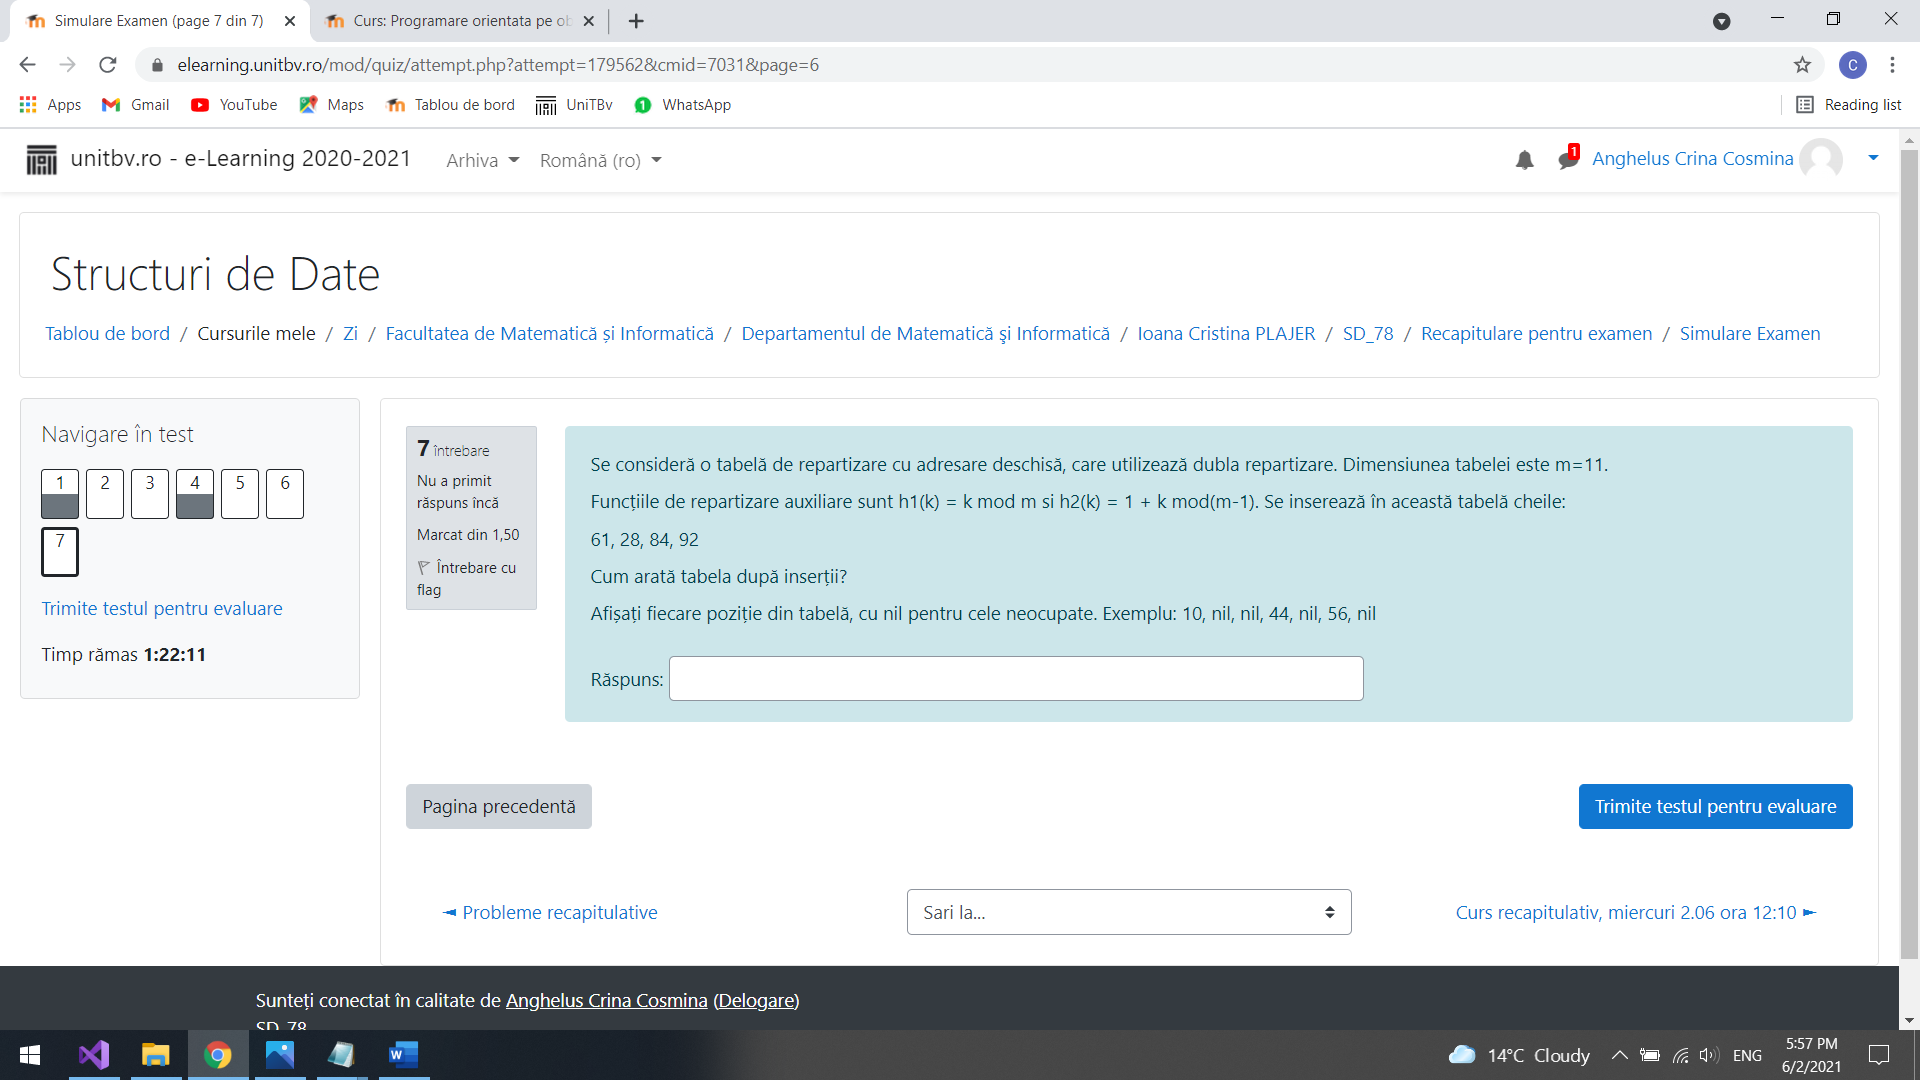 Simulare Examen (page 7 din 7)
Curs: Programare orientata pe ob
elearning.unitbv.ro/mod/quiz/attempt.php?attempt=179562&cmid=7031&page=6
C
Apps
Gmail
YouTube
Maps
Tablou de bord
UniTBv
1
WhatsApp
Reading list
unitbv.ro - e-Learning 2020-2021
Arhiva
Română (ro)
1
Anghelus Crina Cosmina
Structuri de Date
Tablou de bord / Cursurile mele / Zi / Facultatea de Matematică și Informatică / Departamentul de Matematică şi Informatică / Ioana Cristina PLAJER / SD_78 / Recapitulare pentru examen / Simulare Examen
Navigare în test
1 2 3 4 5 6
7
Trimite testul pentru evaluare
Timp rămas 1:22:11
7 întrebare
Nu a primit
răspuns încă
Marcat din 1,50
Întrebare cu
flag
Se consideră o tabelă de repartizare cu adresare deschisă, care utilizează dubla repartizare. Dimensiunea tabelei este m=11.
Funcțiile de repartizare auxiliare sunt h1(k) = k mod m si h2(k) = 1 + k mod(m-1). Se inserează în această tabelă cheile:
61, 28, 84, 92
Cum arată tabela după inserții?
Afișați fiecare poziție din tabelă, cu nil pentru cele neocupate. Exemplu: 10, nil, nil, 44, nil, 56, nil
Răspuns:
Pagina precedentă
Trimite testul pentru evaluare
◄ Probleme recapitulative
Sari la...
Curs recapitulativ, miercuri 2.06 ora 12:10 ►
Sunteți conectat în calitate de Anghelus Crina Cosmina (Delogare)
SD_78
14°C Cloudy
ENG
5:57 PM
6/2/2021